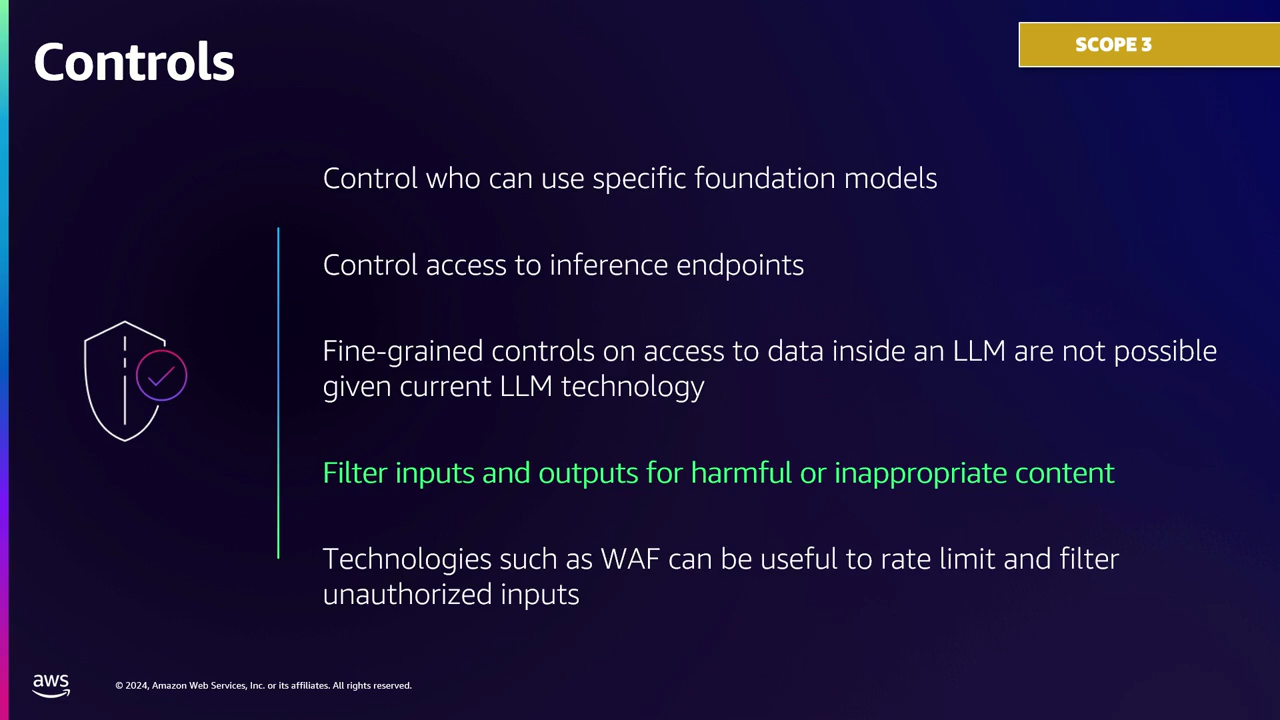 Controls
SCOPE 3
Control who can use specific foundation models
Control access to inference endpoints
Fine-grained controls on access to data inside an LLM are not possible
given current LLM technology
Filter inputs and outputs for harmful or inappropriate content
Technologies such as WAF can be useful to rate limit and filter
unauthorized inputs
aws
© 2024, Amazon Web Services, Inc. or its affiliates. All rights reserved.